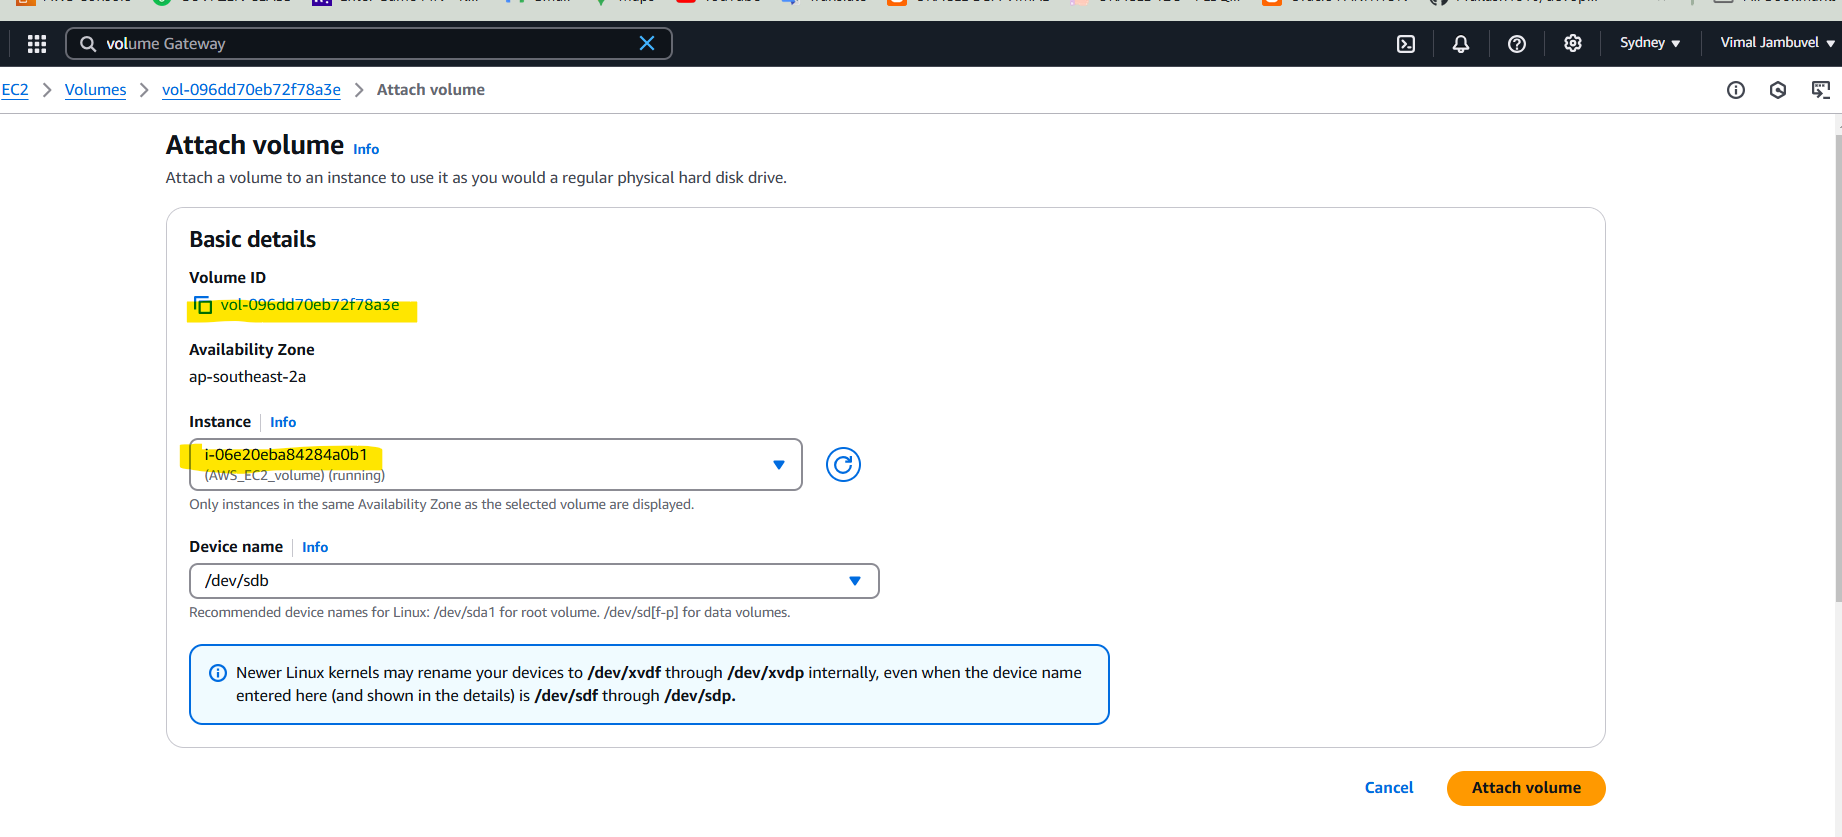 YouTube
volume Gateway
Sydney
Vimal Jambuvel
EC2 > Volumes > vol-096dd70eb72f78a3e > Attach volume
Attach volume Info
Attach a volume to an instance to use it as you would a regular physical hard disk drive.
Basic details
Volume ID
vol-096dd70eb72f78a3e
Availability Zone
ap-southeast-2a
Instance | Info
i-06e20eba84284a0b1
(AWS_EC2_volume) (running)
Only instances in the same Availability Zone as the selected volume are displayed.
Device name | Info
/dev/sdb
Recommended device names for Linux: /dev/sda1 for root volume. /dev/sd[f-p] for data volumes.
Newer Linux kernels may rename your devices to /dev/xvdf through /dev/xvdp internally, even when the device name
entered here (and shown in the details) is /dev/sdf through /dev/sdp.
Cancel
Attach volume